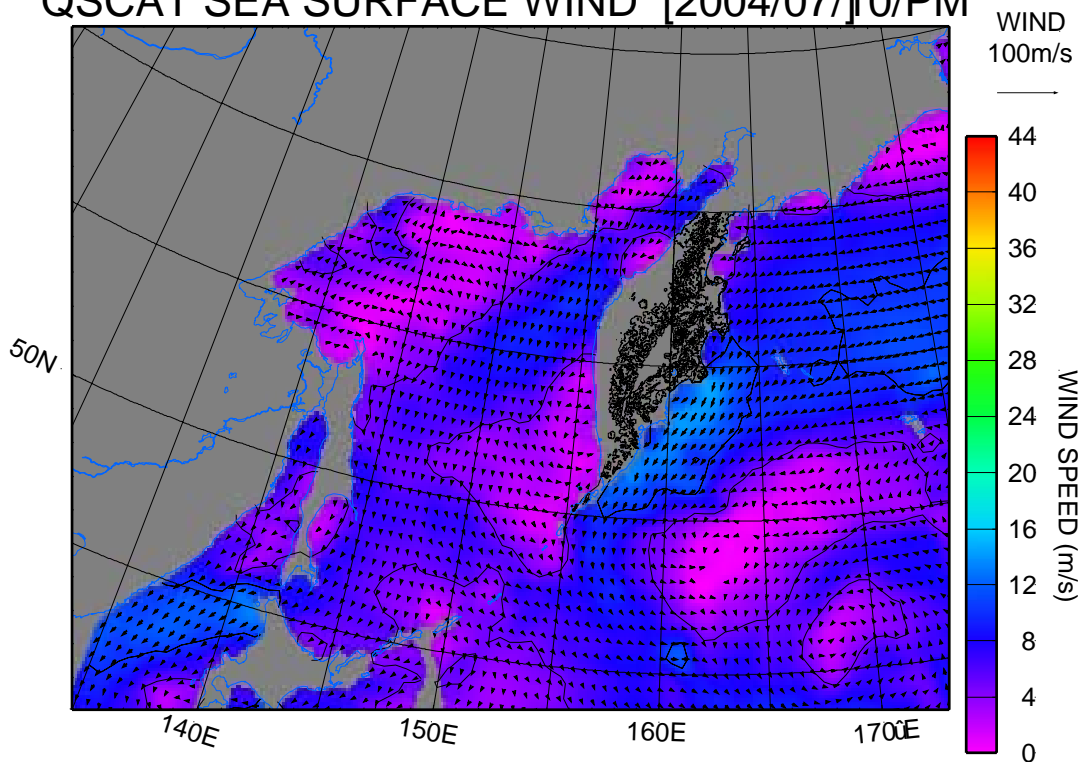 QSCAT SEA SURFACE WIND [2004/07/]10/PM
WIND
100m/s
44
40
36
32
28
24
20
16
12
8
4
0
WIND SPEED (m/s)
50N
140E
150E
160E
170ûE